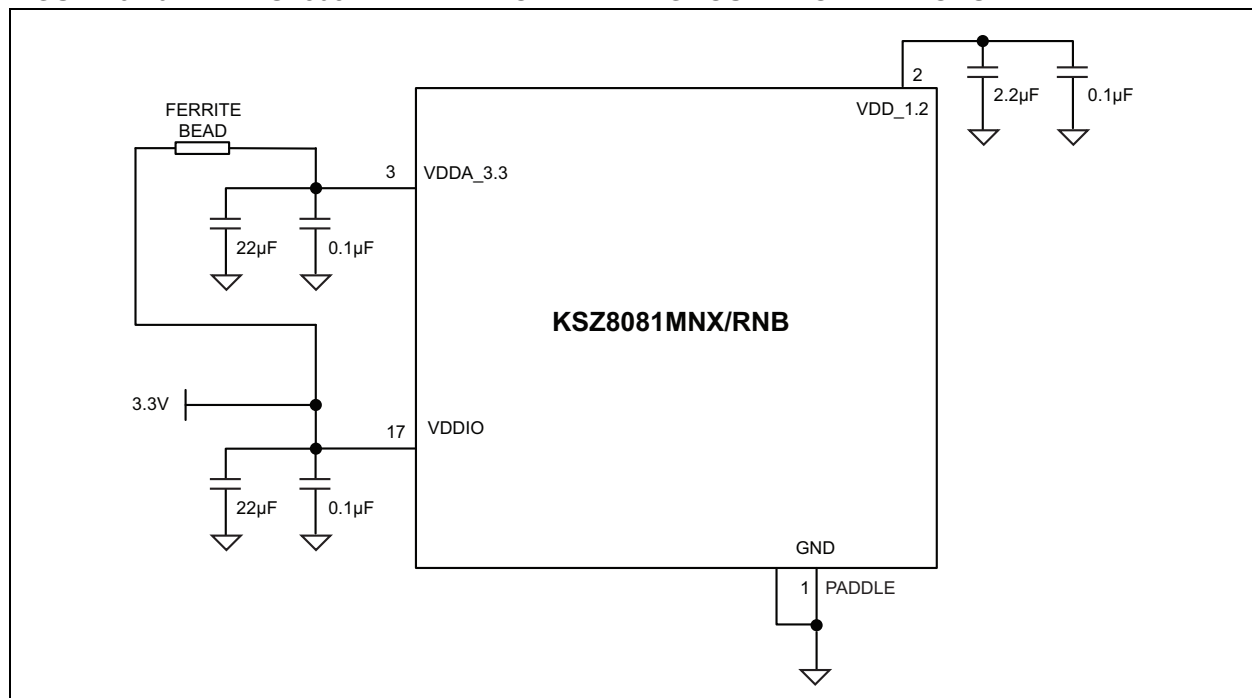 2
VDD_1.2
2.2µF
0.1µF
FERRITE
BEAD
3
VDDA_3.3
22µF
0.1µF
KSZ8081MNX/RNB
3.3V
17
VDDIO
22µF
0.1µF
GND
1
PADDLE